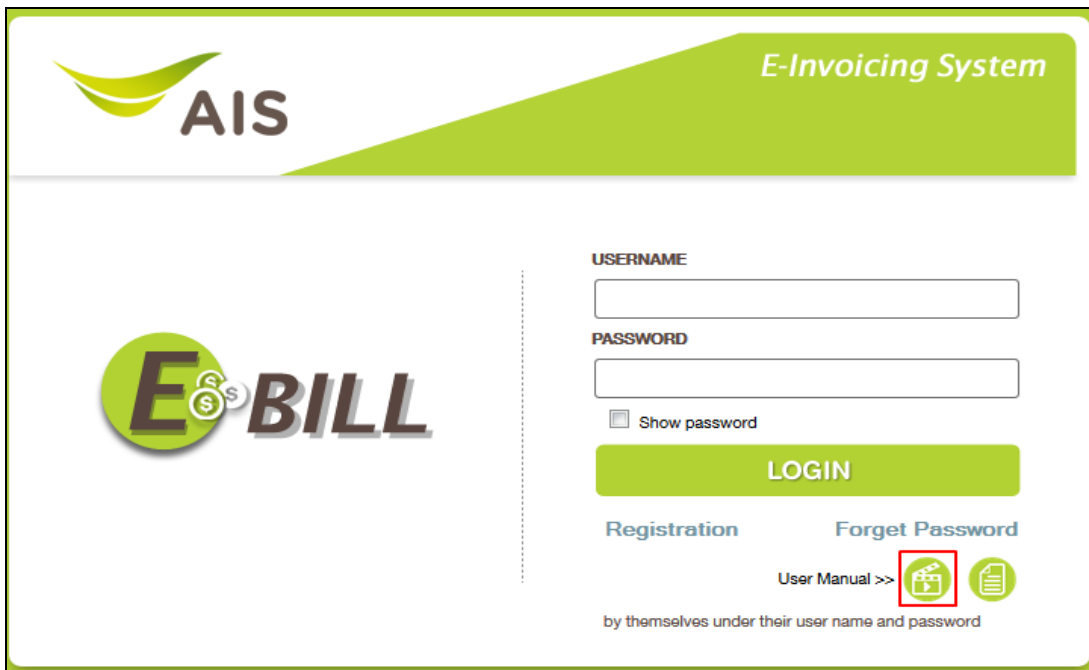 E-Invoicing System
AIS
USERNAME
PASSWORD
E BILL
Show password
LOGIN
Registration Forget Password
User Manual >>
by themselves under their user name and password